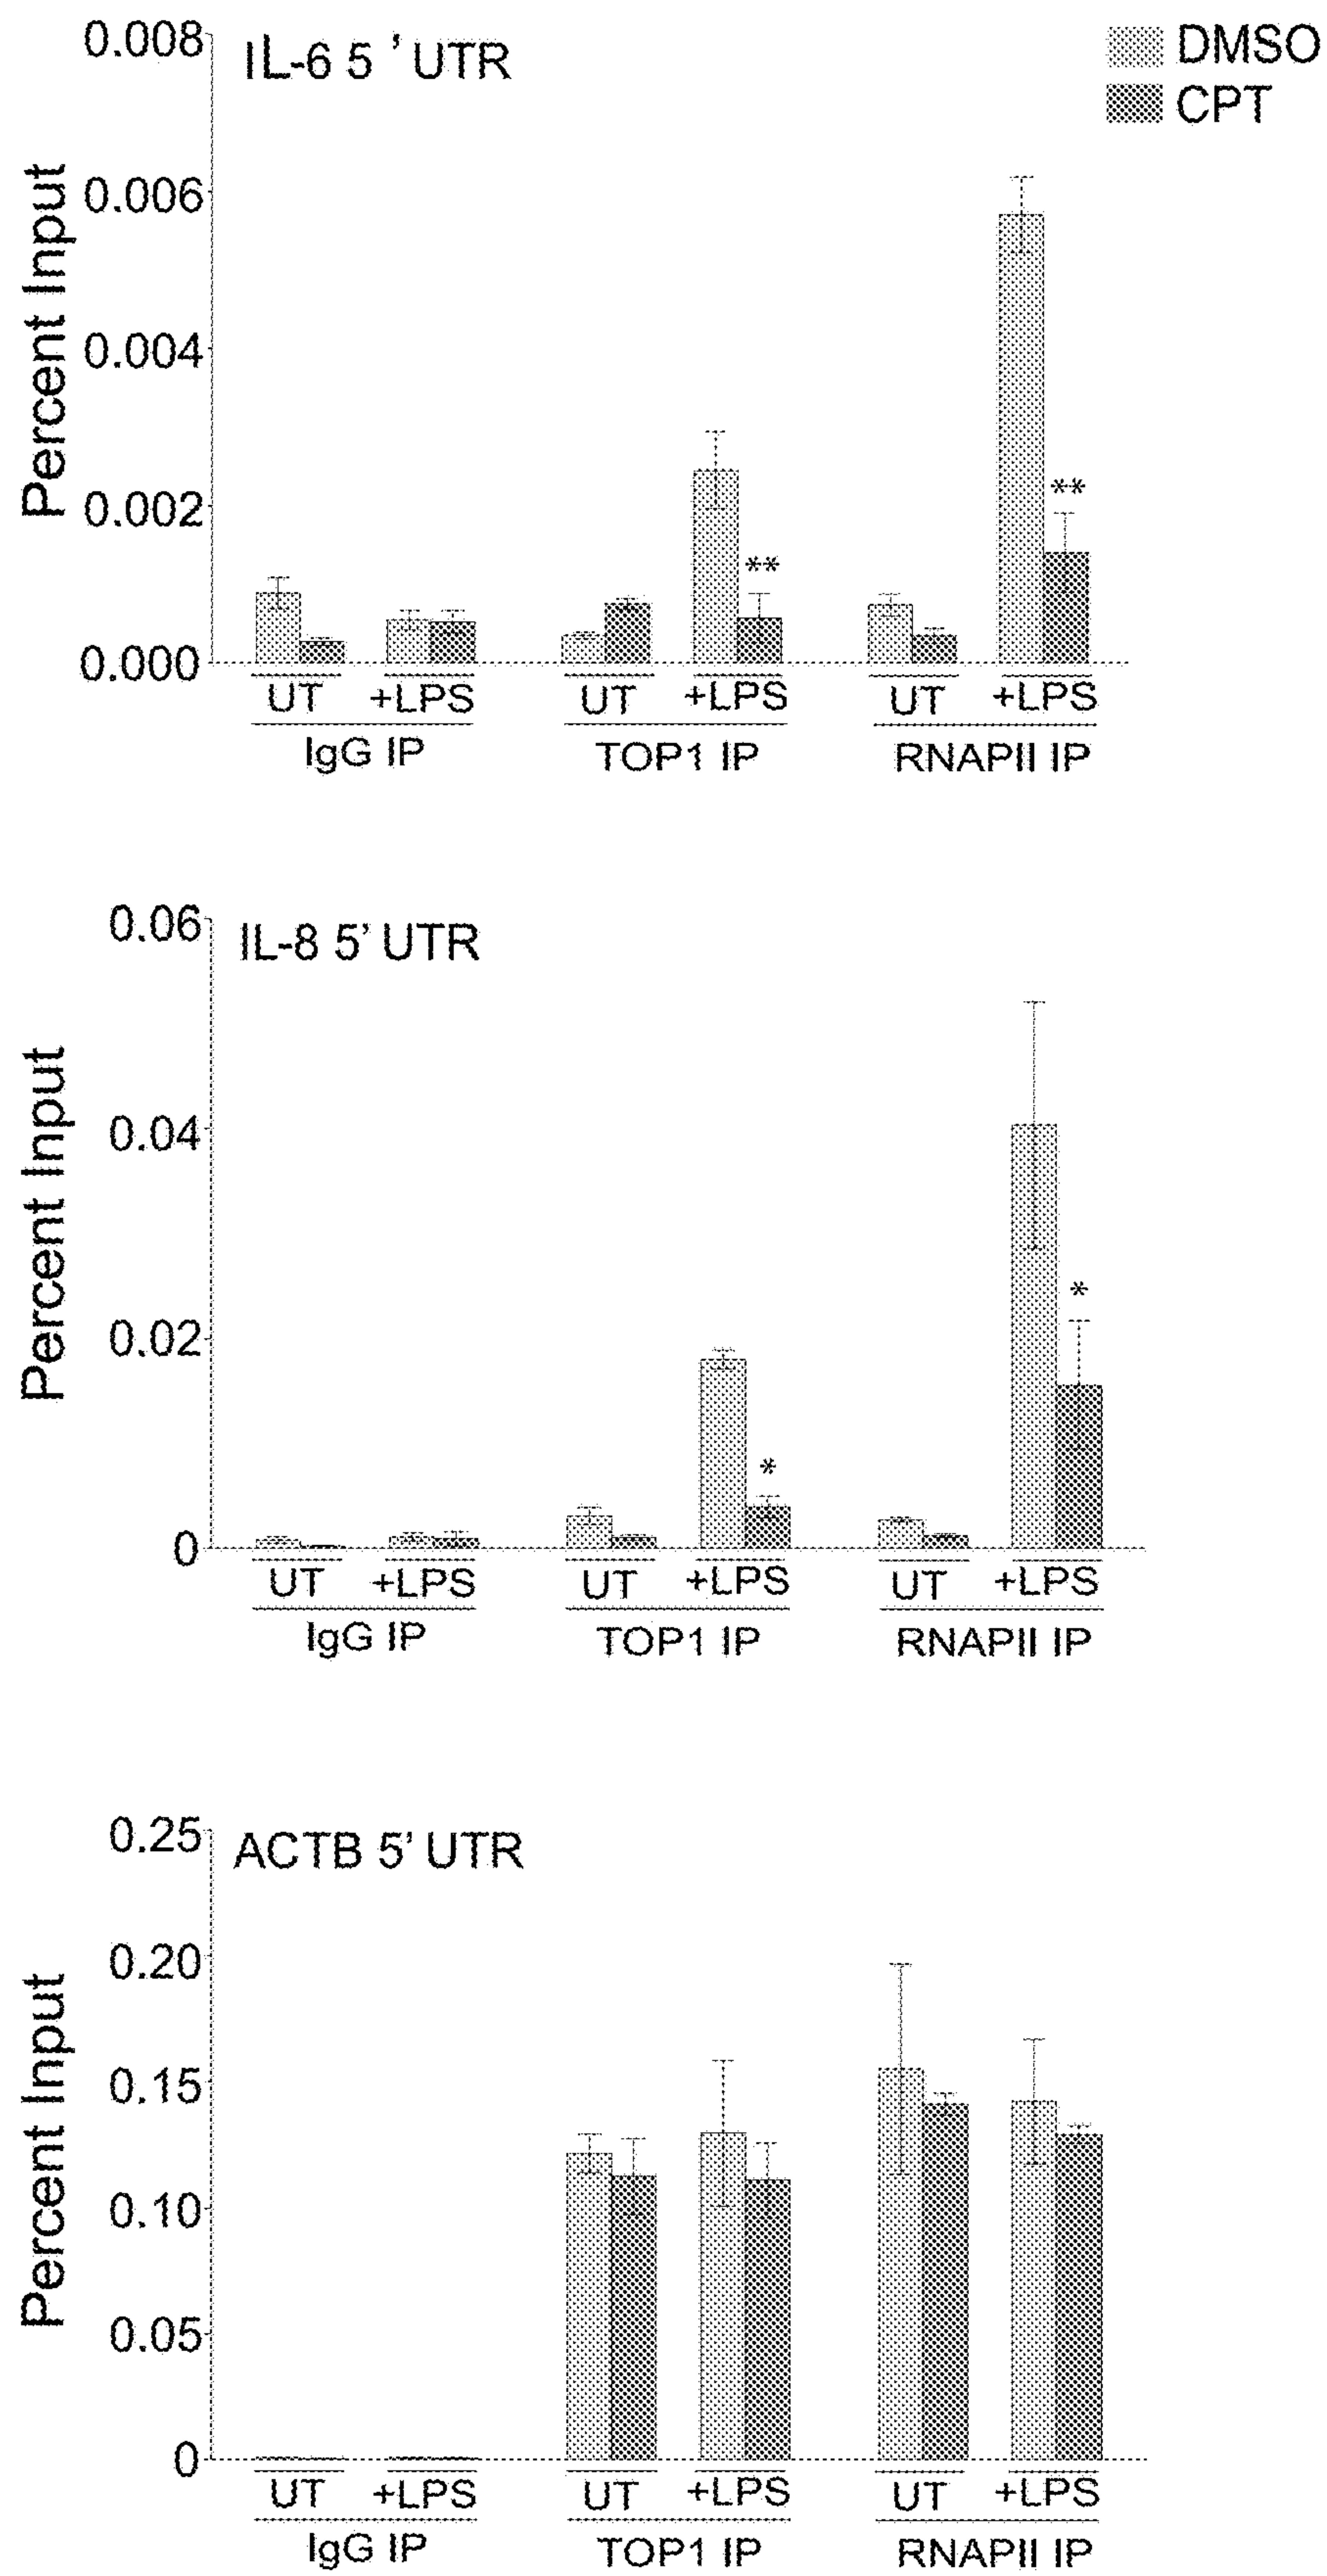 DMSO
CPT
IL-6 5 ’ UTR
Percent Input
0.008
0.006
0.004
0.002
0.000
**
**
UT +LPS UT +LPS UT +LPS
IgG IP TOP1 IP RNAPII IP
IL-8 5’ UTR
Percent Input
0.06
0.04
0.02
0
*
*
UT +LPS UT +LPS UT +LPS
IgG IP TOP1 IP RNAPII IP
ACTB 5’ UTR
Percent Input
0.25
0.20
0.15
0.10
0.05
0
UT +LPS UT +LPS UT +LPS
IgG IP TOP1 IP RNAPII IP